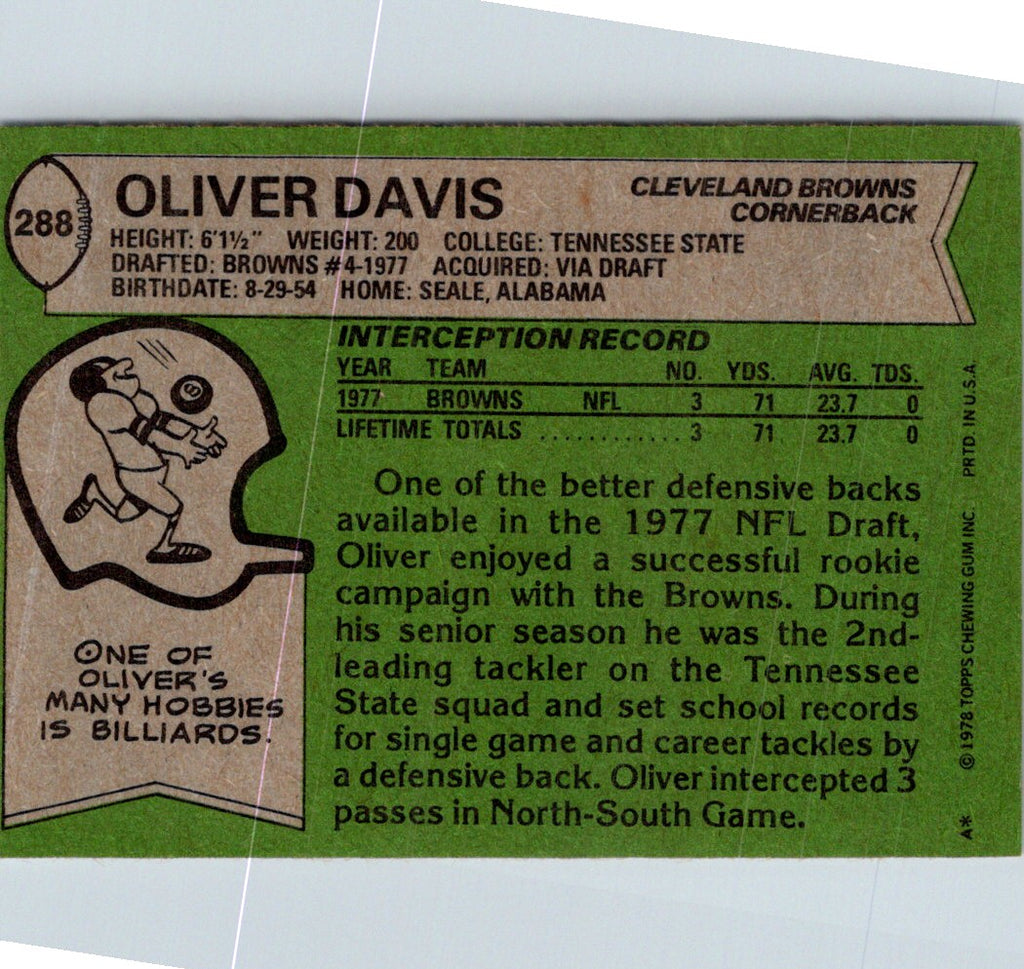 288
OLIVER DAVIS
CLEVELAND BROWNS
CORNERBACK
HEIGHT: 6'1½" WEIGHT: 200 COLLEGE: TENNESSEE STATE
DRAFTED: BROWNS #4-1977 ACQUIRED: VIA DRAFT
BIRTHDATE: 8-29-54 HOME: SEALE, ALABAMA
INTERCEPTION RECORD
YEAR TEAM NO. YDS. AVG. TDS.
1977 BROWNS NFL 3 71 23.7 0
LIFETIME TOTALS ............ 3 71 23.7 0
8
ONE OF
OLIVER'S
MANY HOBBIES
IS BILLIARDS.
One of the better defensive backs
available in the 1977 NFL Draft,
Oliver enjoyed a successful rookie
campaign with the Browns. During
his senior season he was the 2nd-
leading tackler on the Tennessee
State squad and set school records
for single game and career tackles by
a defensive back. Oliver intercepted 3
passes in North-South Game.
A* © 1978 TOPPS CHEWING GUM INC. PRTD. IN U.S.A.